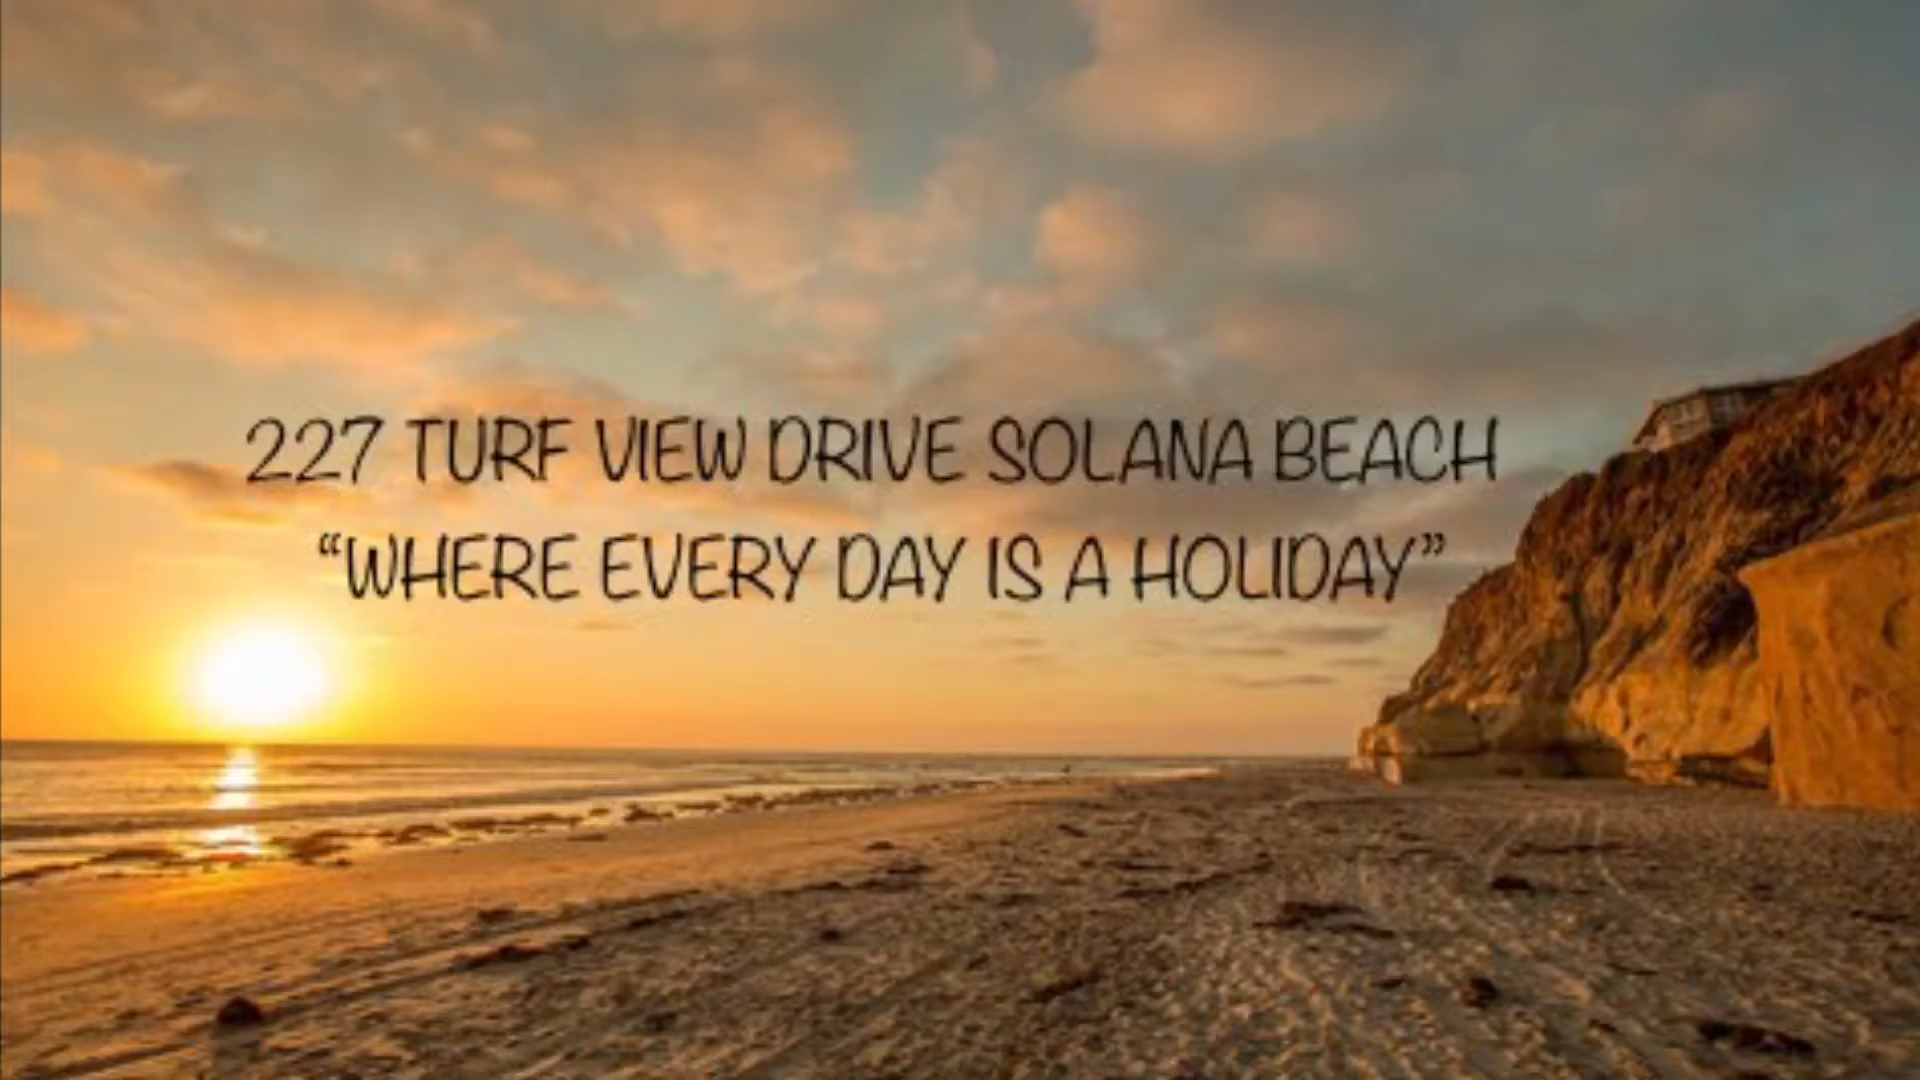 227 TURF VIEW DRIVE SOLANA BEACH
“WHERE EVERY DAY IS A HOLIDAY”